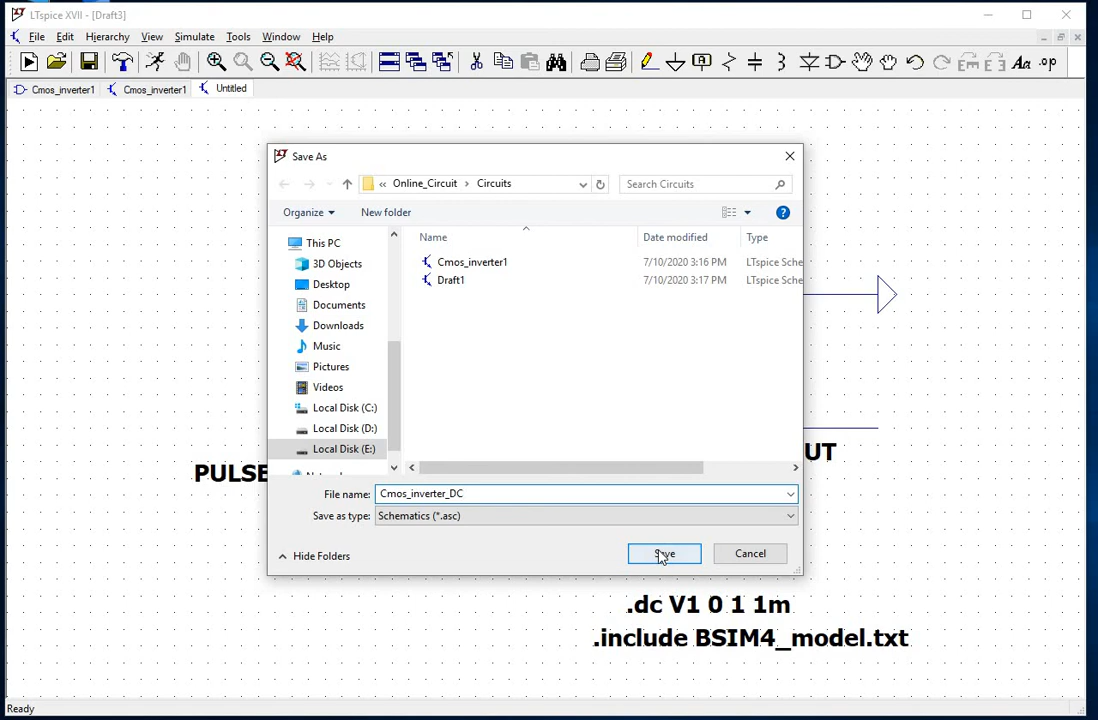 LTspice XVII - [Draft3]
File Edit Hierarchy View Simulate Tools Window Help
Aa .op
Cmos_inverter1 Cmos_inverter1 Untitled
Save As
« Online_Circuit › Circuits
Search Circuits
Organize New folder
Name Date modified Type
This PC
3D Objects
Desktop
Documents
Downloads
Music
Pictures
Videos
Local Disk (C:)
Local Disk (D:)
Local Disk (E:)
Cmos_inverter1 7/10/2020 3:16 PM LTspice Sche
Draft1 7/10/2020 3:17 PM LTspice Sche
File name: Cmos_inverter_DC
Save as type: Schematics (*.asc)
Hide Folders
Save Cancel
PULSE
UT
.dc V1 0 1 1m
.include BSIM4_model.txt
Ready